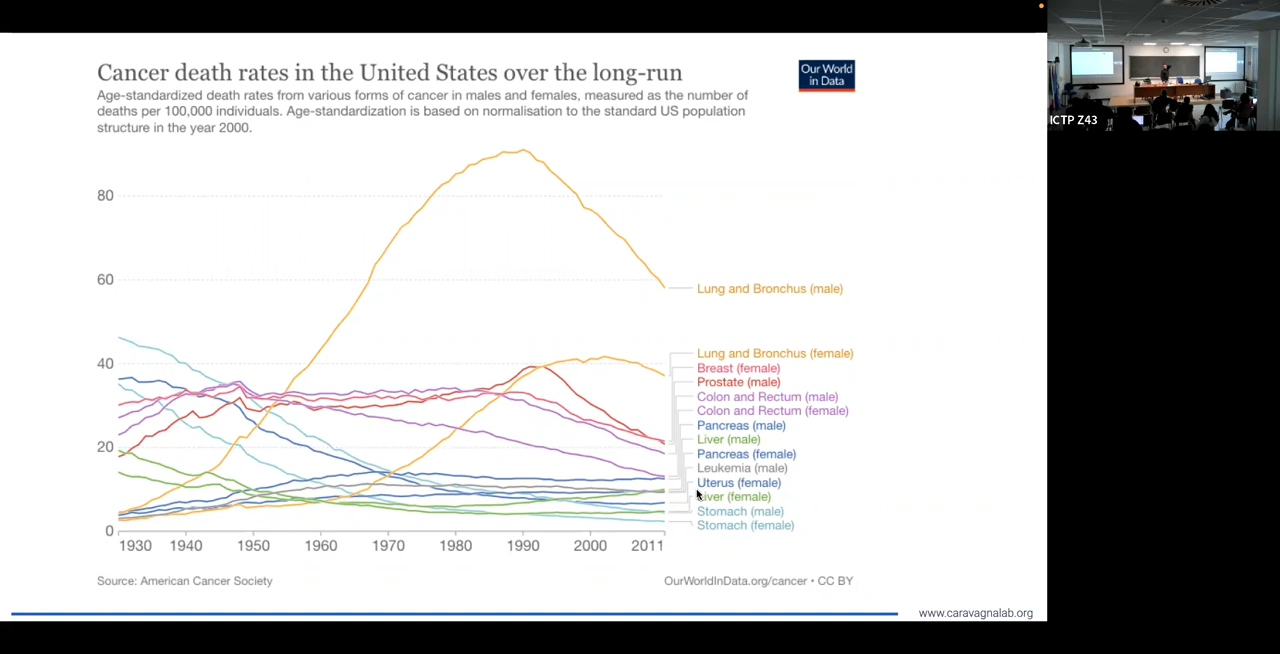 Cancer death rates in the United States over the long-run
Our World
in Data
Age-standardized death rates from various forms of cancer in males and females, measured as the number of
deaths per 100,000 individuals. Age-standardization is based on normalisation to the standard US population
structure in the year 2000.
ICTP Z43
80
60
40
20
0
1930 1940 1950 1960 1970 1980 1990 2000 2011
Lung and Bronchus (male)
Lung and Bronchus (female)
Breast (female)
Prostate (male)
Colon and Rectum (male)
Colon and Rectum (female)
Pancreas (male)
Liver (male)
Pancreas (female)
Leukemia (male)
Uterus (female)
Liver (female)
Stomach (male)
Stomach (female)
Source: American Cancer Society
OurWorldInData.org/cancer • CC BY
www.caravagnalab.org